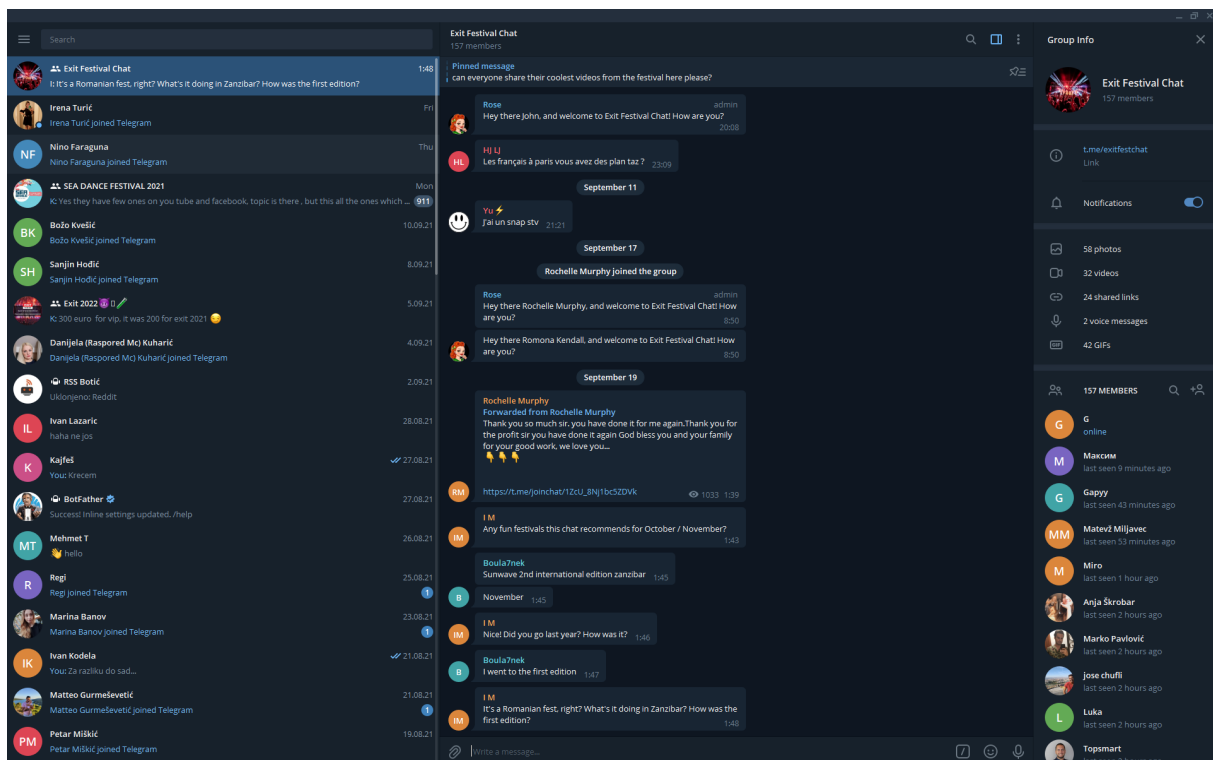 Search
Exit Festival Chat
1:48
I: It's a Romanian fest, right? What's it doing in Zanzibar? How was the first edition?
Irena Turić
Fri
Irena Turić joined Telegram
NF
Nino Faraguna
Thu
Nino Faraguna joined Telegram
SEA DANCE FESTIVAL 2021
Mon
K: Yes they have few ones on you tube and facebook, topic is there , but this all the ones which ...
911
BK
Božo Kvešić
10.09.21
Božo Kvešić joined Telegram
SH
Sanjin Hođić
8.09.21
Sanjin Hođić joined Telegram
Exit 2022
5.09.21
K: 300 euro for vip, it was 200 for exit 2021 😏
Danijela (Raspored Mc) Kuharić
4.09.21
Danijela (Raspored Mc) Kuharić joined Telegram
RSS Botić
2.09.21
Uklonjeno: Reddit
IL
Ivan Lazaric
28.08.21
haha ne jos
K
Kajfeš
27.08.21
You: Krecem
BotFather
27.08.21
Success! Inline settings updated. /help
MT
Mehmet T
26.08.21
👋 hello
R
Regi
25.08.21
Regi joined Telegram
1
Marina Banov
23.08.21
Marina Banov joined Telegram
1
IK
Ivan Kodela
21.08.21
You: Za razliku do sad...
Matteo Gurmeševetić
21.08.21
Matteo Gurmeševetić joined Telegram
1
PM
Petar Miškić
19.08.21
Petar Miškić joined Telegram
Exit Festival Chat
157 members
Pinned message
can everyone share their coolest videos from the festival here please?
Rose
admin
Hey there John, and welcome to Exit Festival Chat! How are you?
20:08
HJ LJ
HL
Les français à paris vous avez des plan taz ? 23:09
September 11
Yu ⚡
J'ai un snap stv 21:21
September 17
Rochelle Murphy joined the group
Rose
admin
Hey there Rochelle Murphy, and welcome to Exit Festival Chat! How
are you?
8:50
Hey there Romona Kendall, and welcome to Exit Festival Chat! How
are you?
8:50
September 19
Rochelle Murphy
Forwarded from Rochelle Murphy
Thank you so much sir. you have done it for me again.Thank you for
the profit sir you have done it again God bless you and your family
for your good work, we love you...
👇👇👇
RM
https://t.me/joinchat/1ZcU_8Nj1bc5ZDVk
1033 1:39
I M
Any fun festivals this chat recommends for October / November?
IM
1:43
Boula7nek
Sunwave 2nd international edition zanzibar 1:45
B
November 1:45
I M
IM
Nice! Did you go last year? How was it? 1:46
Boula7nek
B
I went to the first edition 1:47
I M
It's a Romanian fest, right? What's it doing in Zanzibar? How was the
IM
first edition?
1:48
Write a message...
Group Info
Exit Festival Chat
157 members
t.me/exitfestchat
Link
Notifications
58 photos
32 videos
24 shared links
2 voice messages
GIF
42 GIFs
157 MEMBERS
G
G
online
M
Максим
last seen 9 minutes ago
G
Gapyy
last seen 43 minutes ago
MM
Matevž Miljavec
last seen 53 minutes ago
M
Miro
last seen 1 hour ago
Anja Škrobar
last seen 2 hours ago
Marko Pavlović
last seen 2 hours ago
jose chufli
last seen 2 hours ago
L
Luka
last seen 2 hours ago
Topsmart